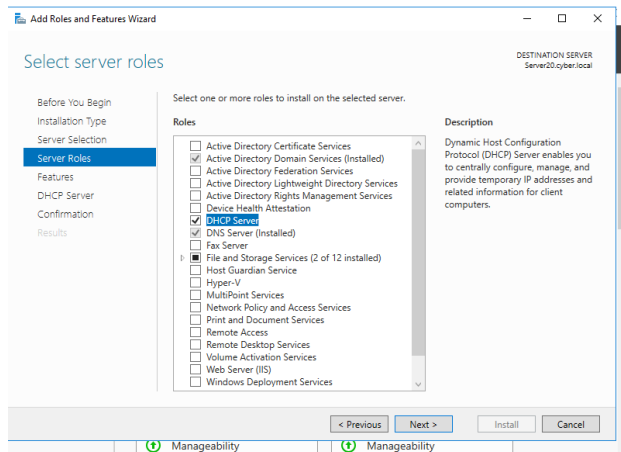 Add Roles and Features Wizard
Select server roles
DESTINATION SERVER
Server20.cyber.local
Before You Begin
Installation Type
Server Selection
Server Roles
Features
DHCP Server
Confirmation
Results
Select one or more roles to install on the selected server.
Roles
Active Directory Certificate Services
Active Directory Domain Services (Installed)
Active Directory Federation Services
Active Directory Lightweight Directory Services
Active Directory Rights Management Services
Device Health Attestation
DHCP Server
DNS Server (Installed)
Fax Server
File and Storage Services (2 of 12 installed)
Host Guardian Service
Hyper-V
MultiPoint Services
Network Policy and Access Services
Print and Document Services
Remote Access
Remote Desktop Services
Volume Activation Services
Web Server (IIS)
Windows Deployment Services
Description
Dynamic Host Configuration
Protocol (DHCP) Server enables you
to centrally configure, manage, and
provide temporary IP addresses and
related information for client
computers.
< Previous
Next >
Install
Cancel
Manageability
Manageability